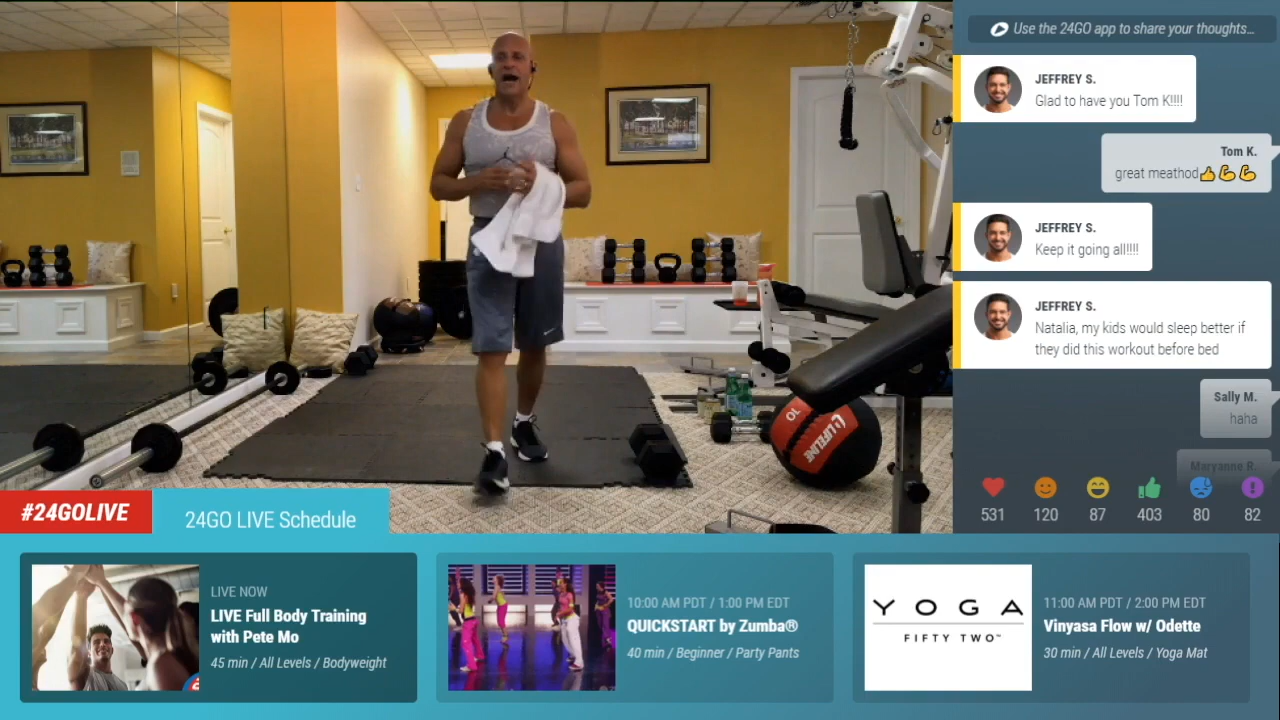 Use the 24GO app to share your thoughts...
JEFFREY S.
Glad to have you Tom K!!!!
Tom K.
great meathod👍💪💪
JEFFREY S.
Keep it going all!!!!
JEFFREY S.
Natalia, my kids would sleep better if
they did this workout before bed
Sally M.
haha
Maryanne R.
531 120 87 403 80 82
LIFELINE
#24GOLIVE
24GO LIVE Schedule
LIVE NOW
LIVE Full Body Training
with Pete Mo
45 min / All Levels / Bodyweight
10:00 AM PDT / 1:00 PM EDT
QUICKSTART by Zumba®
40 min / Beginner / Party Pants
YOGA
FIFTY TWO™
11:00 AM PDT / 2:00 PM EDT
Vinyasa Flow w/ Odette
30 min / All Levels / Yoga Mat